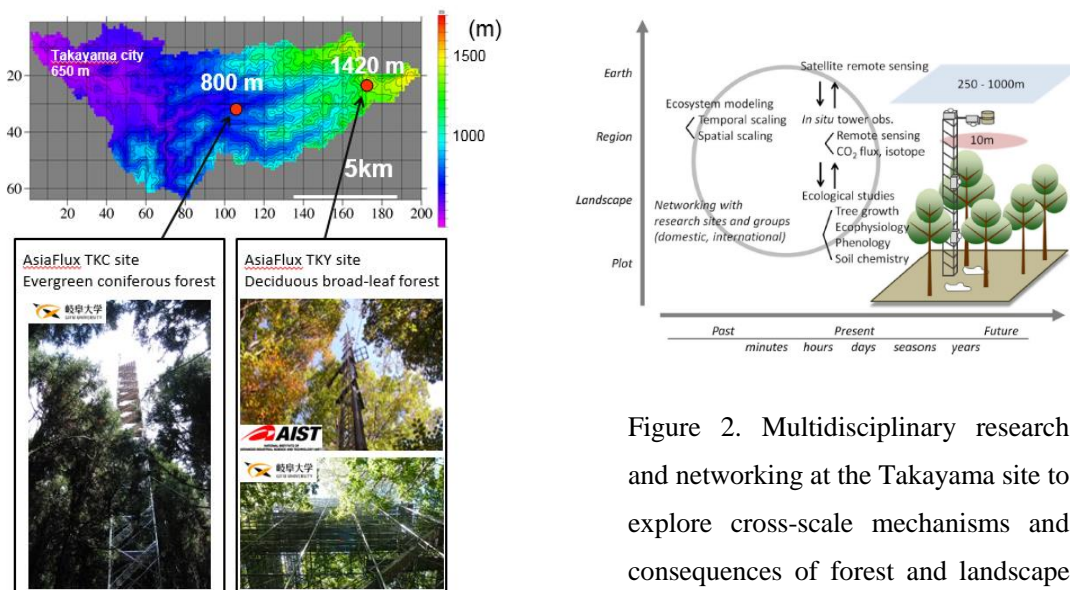 (m)
Takayama city
650 m
800 m
1420 m
1500
1000
5km
20
40
60
20 40 60 80 100 120 140 160 180 200
AsiaFlux TKC site
Evergreen coniferous forest
岐阜大学
GIFU UNIVERSITY
AsiaFlux TKY site
Deciduous broad-leaf forest
AIST
岐阜大学
GIFU UNIVERSITY
Earth
Region
Landscape
Plot
Satellite remote sensing
250 - 1000m
Ecosystem modeling
Temporal scaling
Spatial scaling
In situ tower obs.
Remote sensing
CO₂ flux, isotope
10m
Ecological studies
Tree growth
Ecophysiology
Phenology
Soil chemistry
Networking with
research sites and groups
(domestic, international)
Past Present Future
minutes hours days seasons years
Figure 2. Multidisciplinary research
and networking at the Takayama site to
explore cross-scale mechanisms and
consequences of forest and landscape